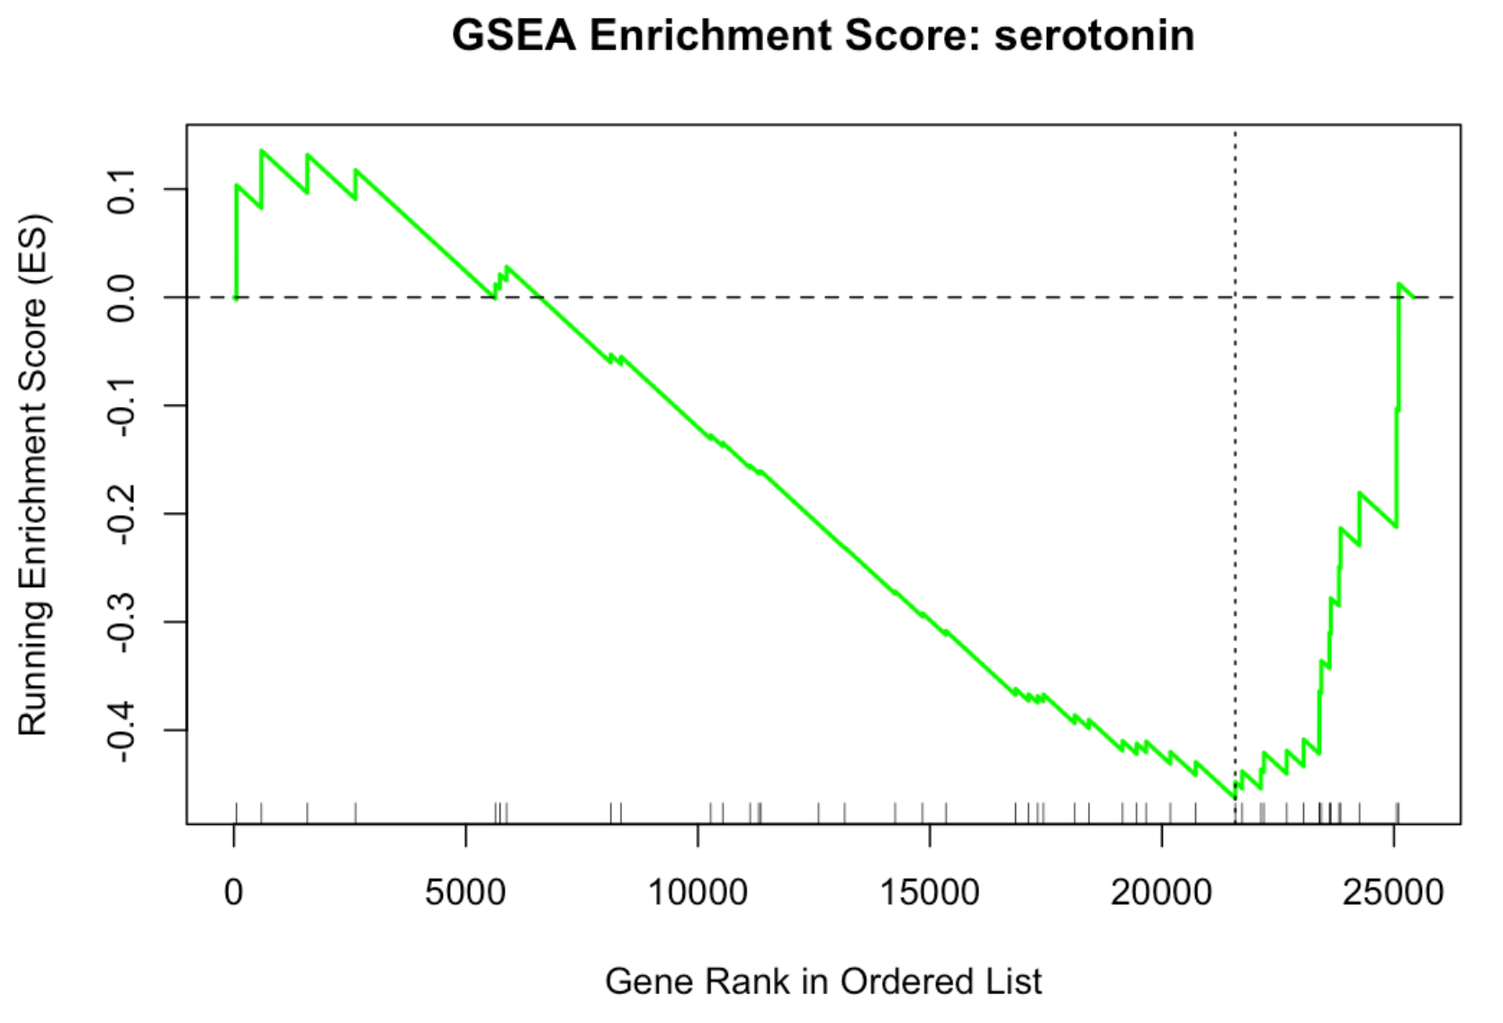 GSEA Enrichment Score: serotonin
Running Enrichment Score (ES)
0.1
0.0
-0.1
-0.2
-0.3
-0.4
0 5000 10000 15000 20000 25000
Gene Rank in Ordered List